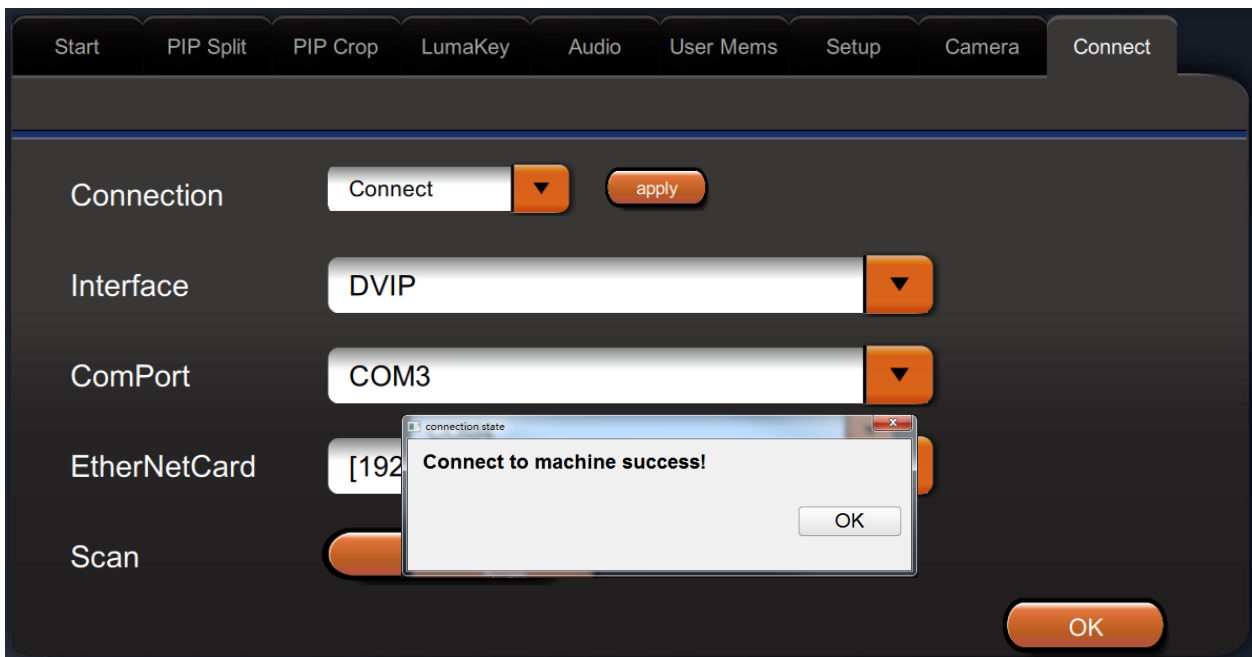 Start PIP Split PIP Crop LumaKey Audio User Mems Setup Camera Connect
Connection Connect apply
Interface DVIP
ComPort COM3
connection state
EtherNetCard [192
Connect to machine success!
OK
Scan
OK